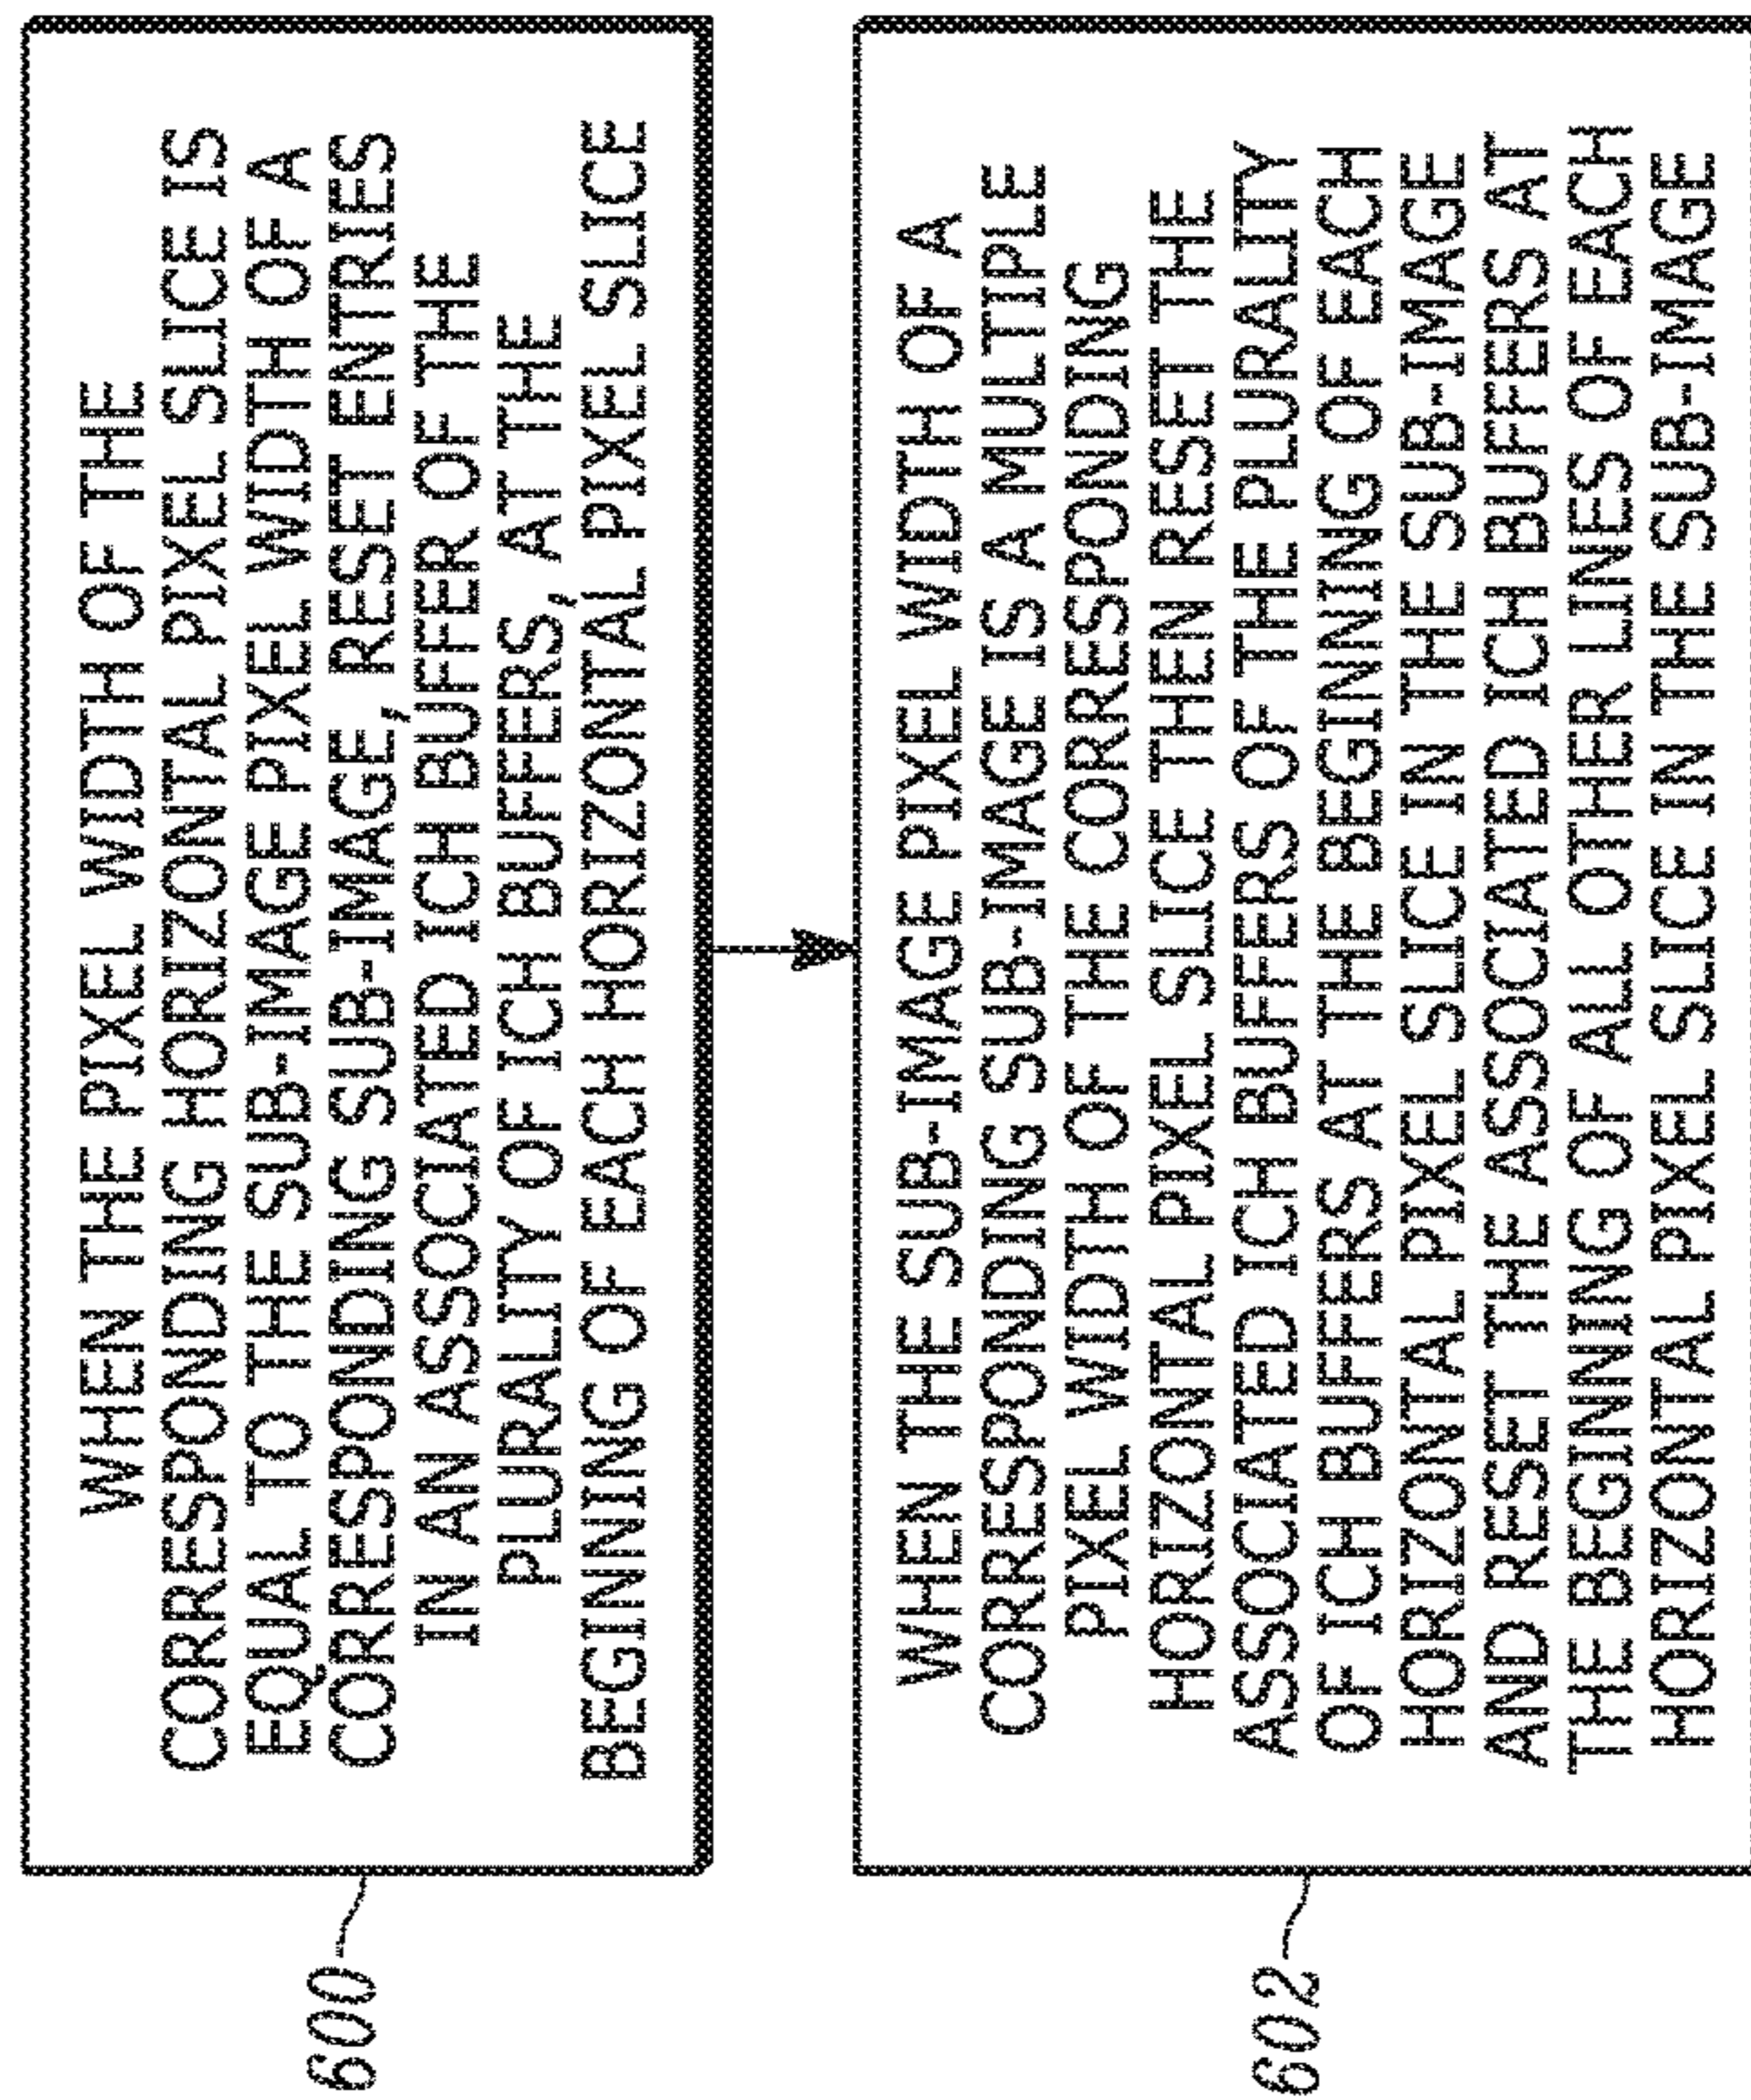 WHEN THE PIXEL WIDTH OF THE
CORRESPONDING HORIZONTAL PIXEL SLICE IS
EQUAL TO THE SUB-IMAGE PIXEL WIDTH OF A
CORRESPONDING SUB-IMAGE, RESET ENTRIES
IN AN ASSOCIATED ICH BUFFER OF THE
PLURALITY OF ICH BUFFERS, AT THE
BEGINNING OF EACH HORIZONTAL PIXEL SLICE
600
WHEN THE SUB-IMAGE PIXEL WIDTH OF A
CORRESPONDING SUB-IMAGE IS A MULTIPLE
PIXEL WIDTH OF THE CORRESPONDING
HORIZONTAL PIXEL SLICE THEN RESET THE
ASSOCIATED ICH BUFFERS OF THE PLURALITY
OF ICH BUFFERS AT THE BEGINNING OF EACH
HORIZONTAL PIXEL SLICE IN THE SUB-IMAGE
AND RESET THE ASSOCIATED ICH BUFFERS AT
THE BEGINNING OF ALL OTHER LINES OF EACH
HORIZONTAL PIXEL SLICE IN THE SUB-IMAGE
602